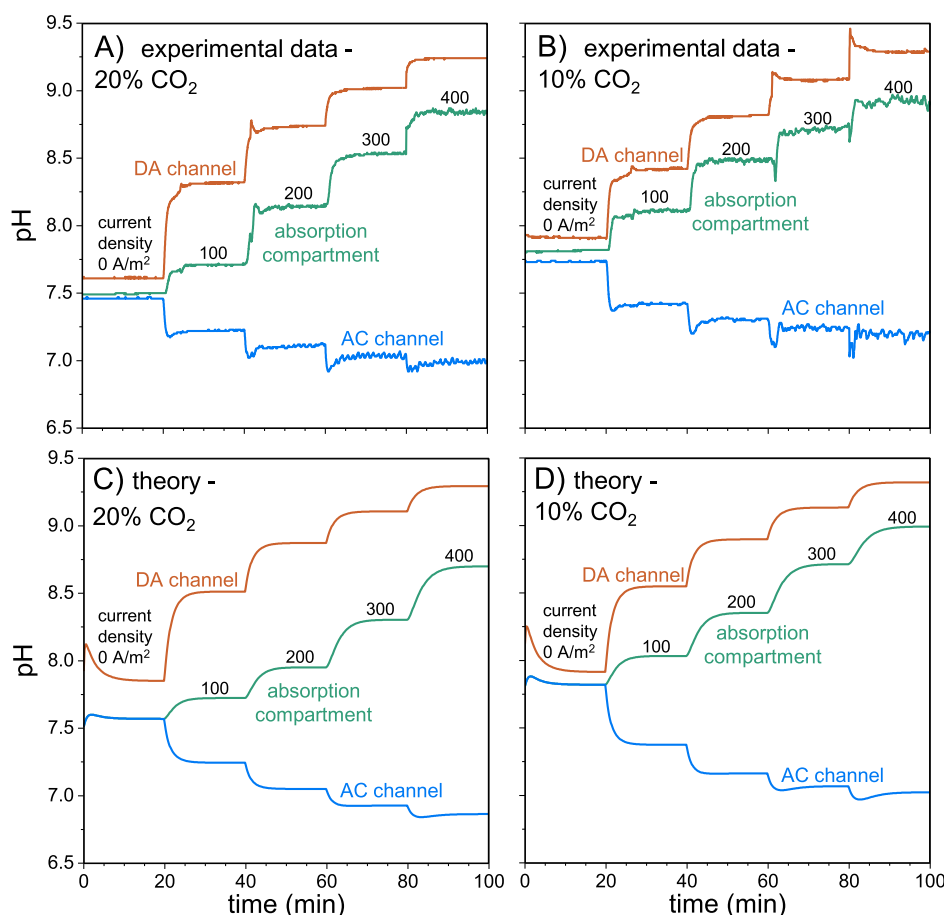 A) experimental data -
20% CO2
DA channel
current
density
0 A/m2
100
200
300
400
absorption
compartment
AC channel
pH
9.5
9.0
8.5
8.0
7.5
7.0
6.5
B) experimental data -
10% CO2
DA channel
current
density
0 A/m2
100
200
300
400
absorption
compartment
AC channel
C) theory -
20% CO2
DA channel
current
density
0 A/m2
100
200
300
400
absorption
compartment
AC channel
pH
9.5
9.0
8.5
8.0
7.5
7.0
6.5
0 20 40 60 80 100
time (min)
D) theory -
10% CO2
DA channel
current
density
0 A/m2
100
200
300
400
absorption
compartment
AC channel
0 20 40 60 80 100
time (min)